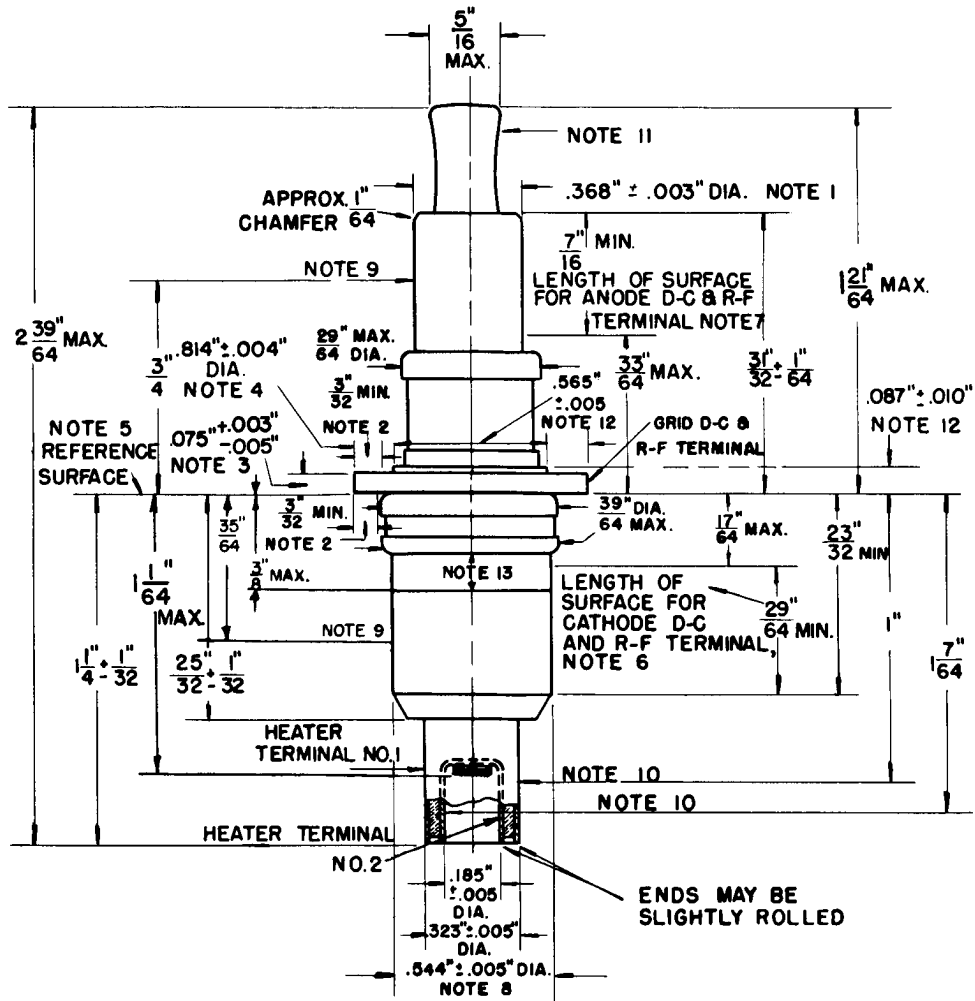 5"
16
MAX.
NOTE 11
APPROX. 1"
64
CHAMFER
.368" ± .003" DIA. NOTE 1
7" MIN.
16
LENGTH OF SURFACE
FOR ANODE D-C & R-F
TERMINAL NOTE 7
NOTE 9
1 21"
64 MAX.
2 39"
64 MAX.
3"
4
.814" ± .004"
DIA.
NOTE 4
29" MAX.
64 DIA.
3" MIN.
32
33"
64 MAX.
31" ± 1"
32 64
.565"
±.005
NOTE 12
.087" ± .010"
NOTE 12
NOTE 2
GRID D-C &
R-F TERMINAL
NOTE 5
REFERENCE
SURFACE
.075" +.003"
-.005"
NOTE 3
3" MIN.
32
NOTE 2
39" DIA.
64 MAX.
17"
64 MAX.
23"
32 MIN
35"
64
3" MAX.
8
NOTE 13
1 1"
64
MAX.
NOTE 9
LENGTH OF
SURFACE FOR
CATHODE D-C
AND R-F TERMINAL,
NOTE 6
29"
64 MIN.
1"
1 7"
64
1 1" ± 1"
4 32
25" ± 1"
32 32
HEATER
TERMINAL NO.1
NOTE 10
NOTE 10
HEATER TERMINAL
NO.2
.185"
±.005
DIA.
.323" ±.005"
DIA.
.544" ±.005" DIA.
NOTE 8
ENDS MAY BE
SLIGHTLY ROLLED